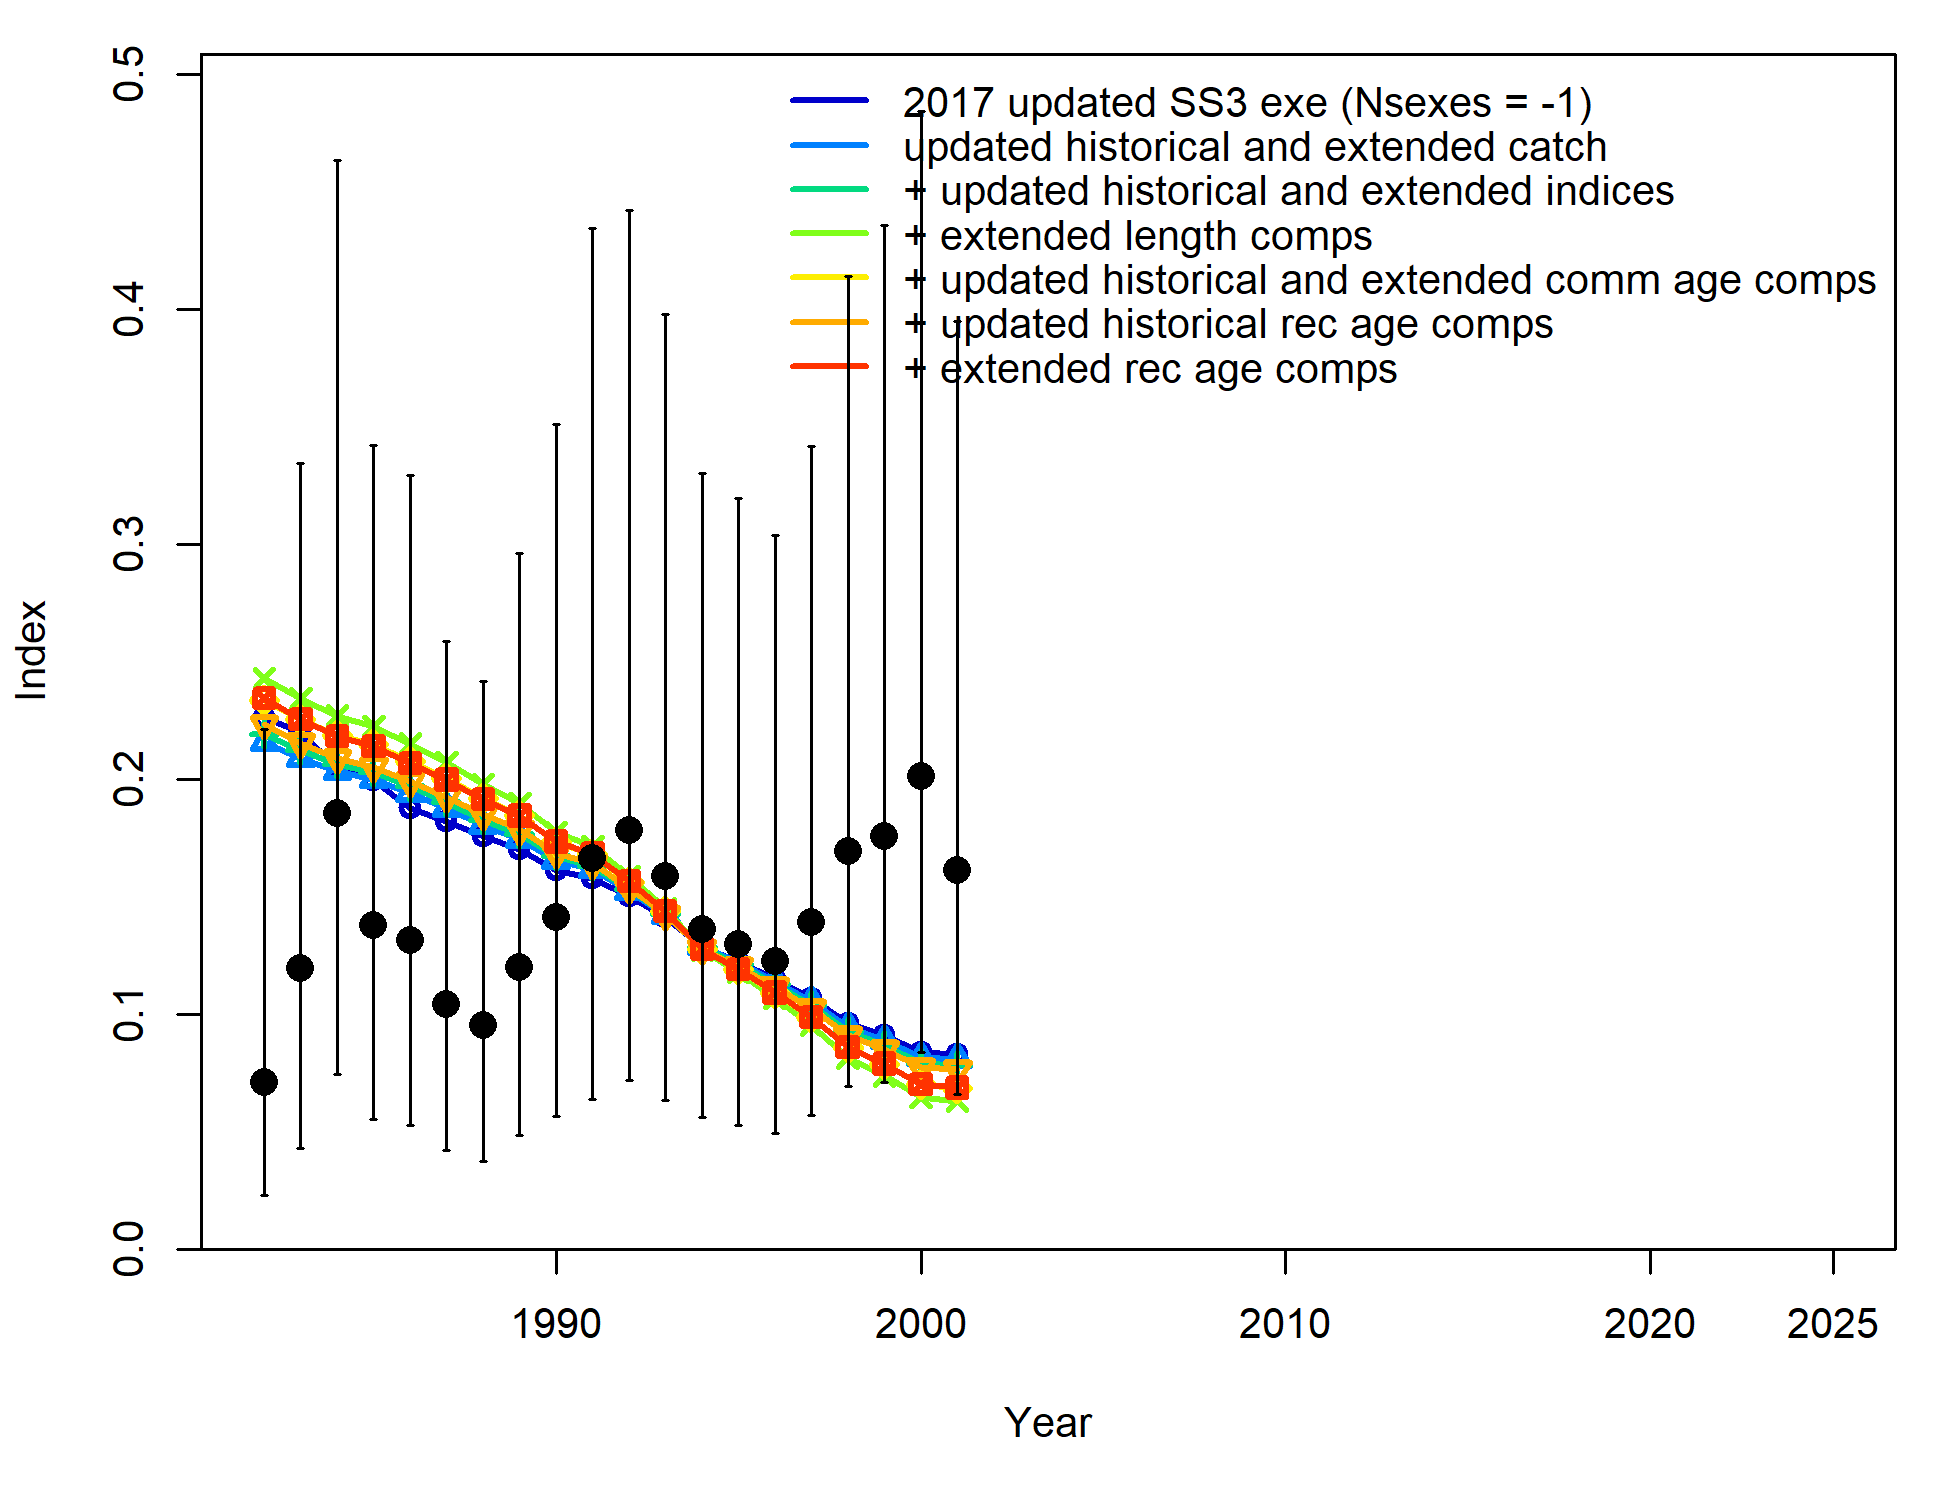 0.5
0.4
0.3
0.2
0.1
0.0
Index
2017 updated SS3 exe (Nsexes = -1)
updated historical and extended catch
+ updated historical and extended indices
+ extended length comps
+ updated historical and extended comm age comps
+ updated historical rec age comps
+ extended rec age comps
1990 2000 2010 2020 2025
Year